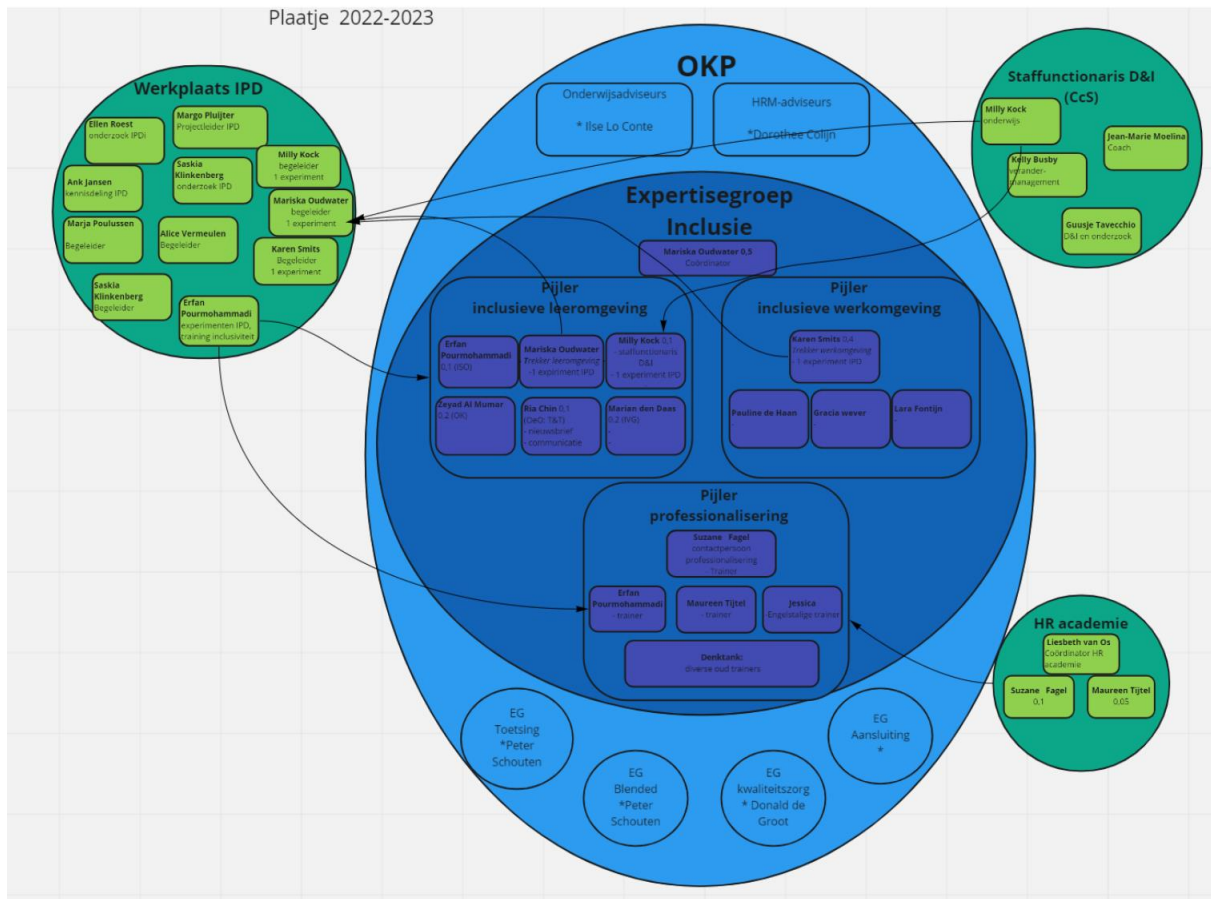 Plaatje 2022-2023
Werkplaats IPD
Ellen Roest
onderzoek IPDi
Margo Pluijter
Projectleider IPD
Milly Kock
begeleider
1 experiment
Saskia
Klinkenberg
onderzoek IPD
Ank Jansen
kennisdeling IPD
Mariska Oudwater
begeleider
1 experiment
Marja Poulussen
Begeleider
Alice Vermeulen
Begeleider
Karen Smits
Begeleider
1 experiment
Saskia
Klinkenberg
Begeleider
Erfan
Pourmohammadi
experimenten IPD,
training inclusiviteit
OKP
Onderwijsadviseurs
* Ilse Lo Conte
HRM-adviseurs
*Dorothee Colijn
Expertisegroep
Inclusie
Mariska Oudwater 0,5
Coördinator
Pijler
inclusieve leeromgeving
Erfan
Pourmohammadi
0,1 (ISO)
Mariska Oudwater
- Trekker leeromgeving -
-1 experiment IPD
Milly Kock 0,1
- stafffunctionaris
D&I
- 1 experiment IPD
Zeyad Al Mumar
0,2 (OK)
Ria Chin 0,1
(OeO, T&T)
- nieuwsbrief
- communicatie
Marian den Daas
0,2 (IVG)
-
-
Pijler
inclusieve werkomgeving
Karen Smits 0,4
Trekker werkomgeving
- 1 experiment IPD
Pauline de Haan
-
Gracia wever
-
Lara Fontijn
-
Pijler
professionalisering
Suzane Fagel
contactpersoon
professionalisering
- Trainer
Erfan
Pourmohammadi
- trainer
Maureen Tijtel
- trainer
Jessica
Engelstalige trainer
Denktank:
diverse oud trainers
EG
Toetsing
*Peter
Schouten
EG
Blended
*Peter
Schouten
EG
kwaliteitszorg
* Donald de
Groot
EG
Aansluiting
*
Staffunctionaris D&I
(CcS)
Milly Kock
onderwijs
Jean-Marie Moelina
Coach
Kelly Busby
verander-
management
Guusje Tavecchio
D&I en onderzoek
HR academie
Liesbeth van Os
Coördinator HR
academie
Suzane Fagel
0,1
Maureen Tijtel
0,05